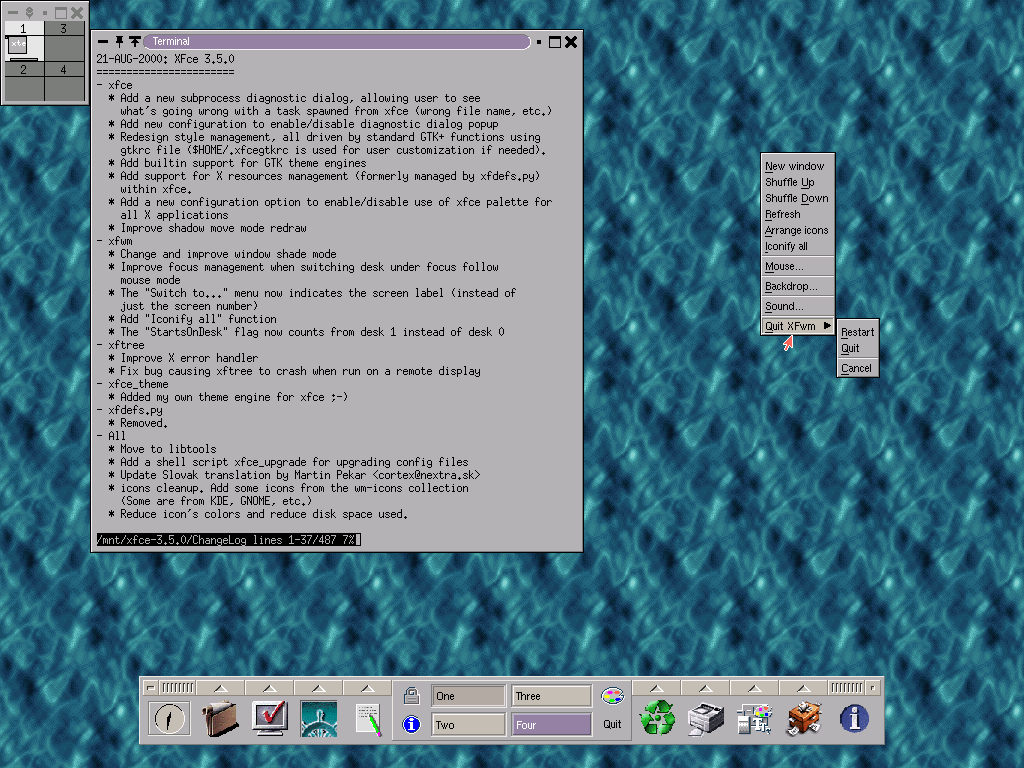 1 3
xte
2 4
Terminal
21-AUG-2000: XFce 3.5.0
=======================
- xfce
* Add a new subprocess diagnostic dialog, allowing user to see
what's going wrong with a task spawned from xfce (wrong file name, etc.)
* Add new configuration to enable/disable diagnostic dialog popup
* Redesign style management, all driven by standard GTK+ functions using
gtkrc file ($HOME/.xfcegtkrc is used for user customization if needed).
* Add builtin support for GTK theme engines
* Add support for X resources management (formerly managed by xfdefs.py)
within xfce.
* Add a new configuration option to enable/disable use of xfce palette for
all X applications
* Improve shadow move mode redraw
- xfwm
* Change and improve window shade mode
* Improve focus management when switching desk under focus follow
mouse mode
* The "Switch to..." menu now indicates the screen label (instead of
just the screen number)
* Add "Iconify all" function
* The "StartsOnDesk" flag now counts from desk 1 instead of desk 0
- xftree
* Improve X error handler
* Fix bug causing xftree to crash when run on a remote display
- xfce_theme
* Added my own theme engine for xfce ;-)
- xfdefs.py
* Removed.
- All
* Move to libtools
* Add a shell script xfce_upgrade for upgrading config files
* Update Slovak translation by Martin Pekar <cortex@nextra.sk>
* icons cleanup. Add some icons from the wm-icons collection
(Some are from KDE, GNOME, etc.)
* Reduce icon's colors and reduce disk space used.
/mnt/xfce-3.5.0/ChangeLog lines 1-37/487 7%
New window
Shuffle Up
Shuffle Down
Refresh
Arrange icons
Iconify all
Mouse...
Backdrop...
Sound...
Quit XFwm
Restart
Quit
Cancel
One
Three
Two
Four
Quit